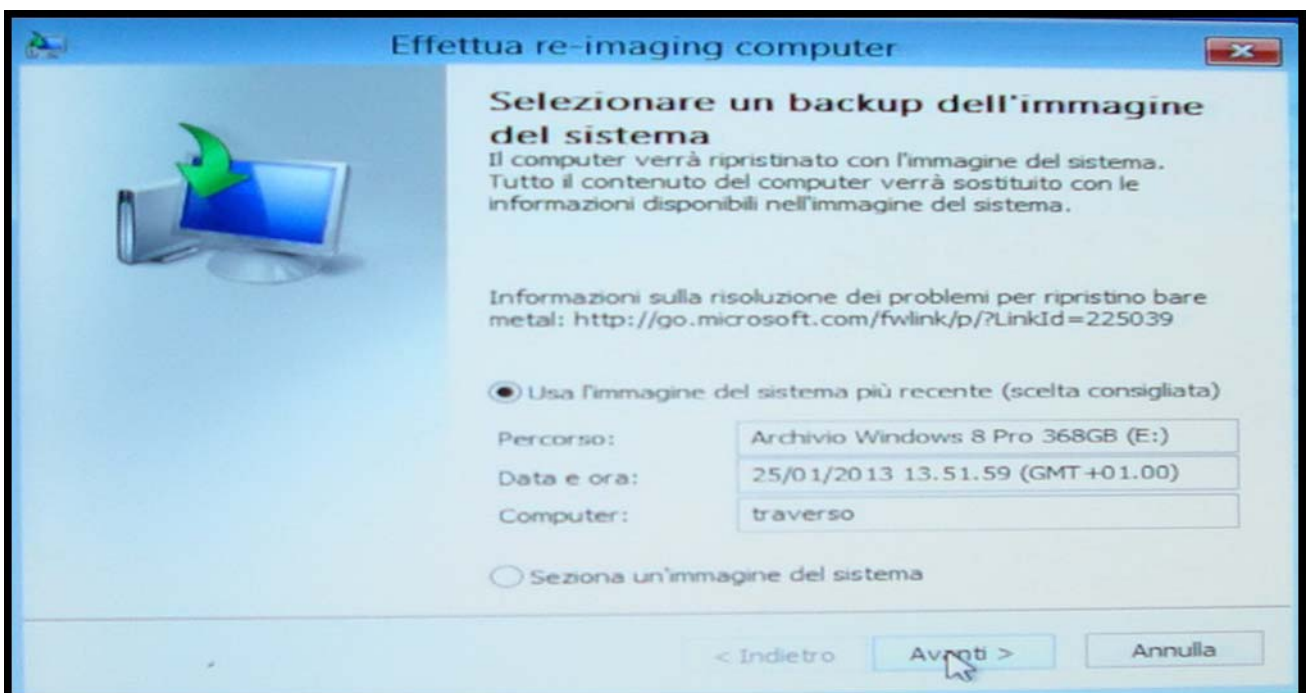 Effettua re-imaging computer
Selezionare un backup dell'immagine
del sistema
Il computer verrà ripristinato con l'immagine del sistema.
Tutto il contenuto del computer verrà sostituito con le
informazioni disponibili nell'immagine del sistema.
Informazioni sulla risoluzione dei problemi per ripristino bare
metal: http://go.microsoft.com/fwlink/p/?LinkId=225039
Usa l'immagine del sistema più recente (scelta consigliata)
Percorso: Archivio Windows 8 Pro 368GB (E:)
Data e ora: 25/01/2013 13.51.59 (GMT+01.00)
Computer: traverso
Seziona un'immagine del sistema
< Indietro Avanti > Annulla